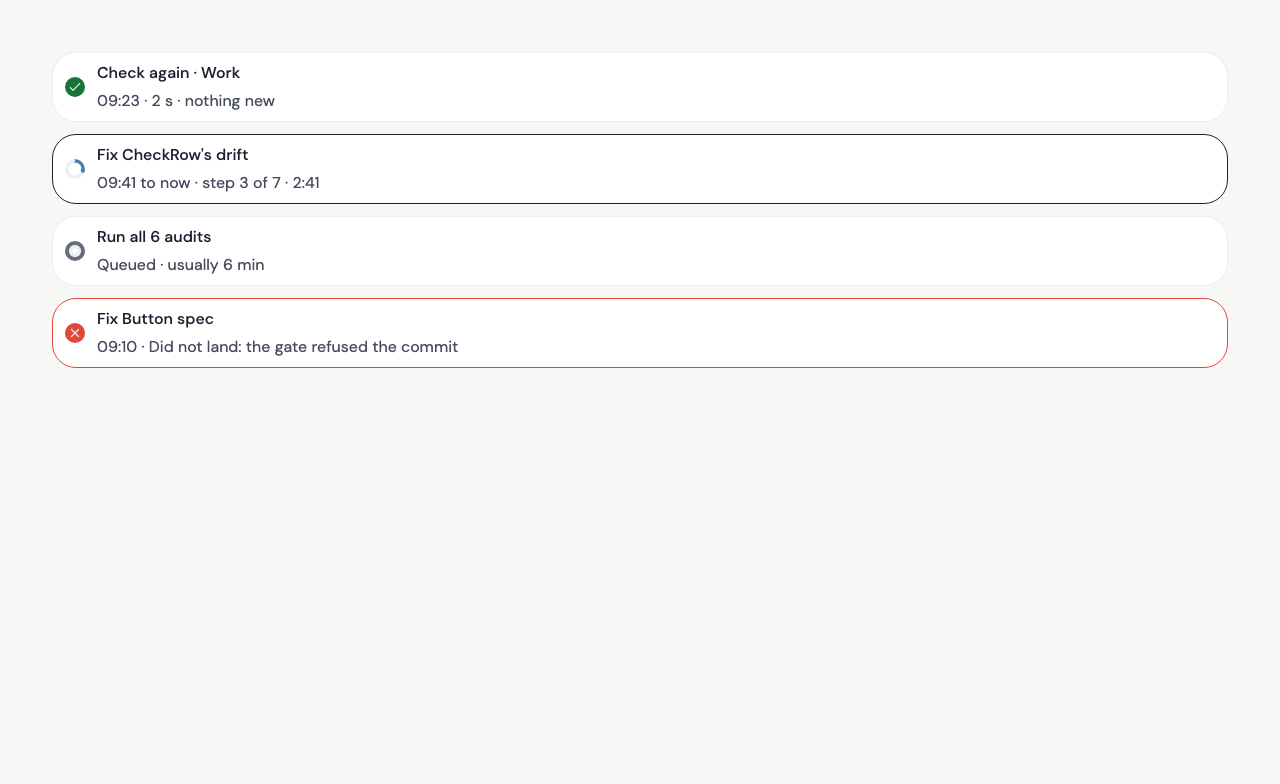 Check again · Work
09:23 · 2 s · nothing new
Fix CheckRow's drift
09:41 to now · step 3 of 7 · 2:41
Run all 6 audits
Queued · usually 6 min
Fix Button spec
09:10 · Did not land: the gate refused the commit